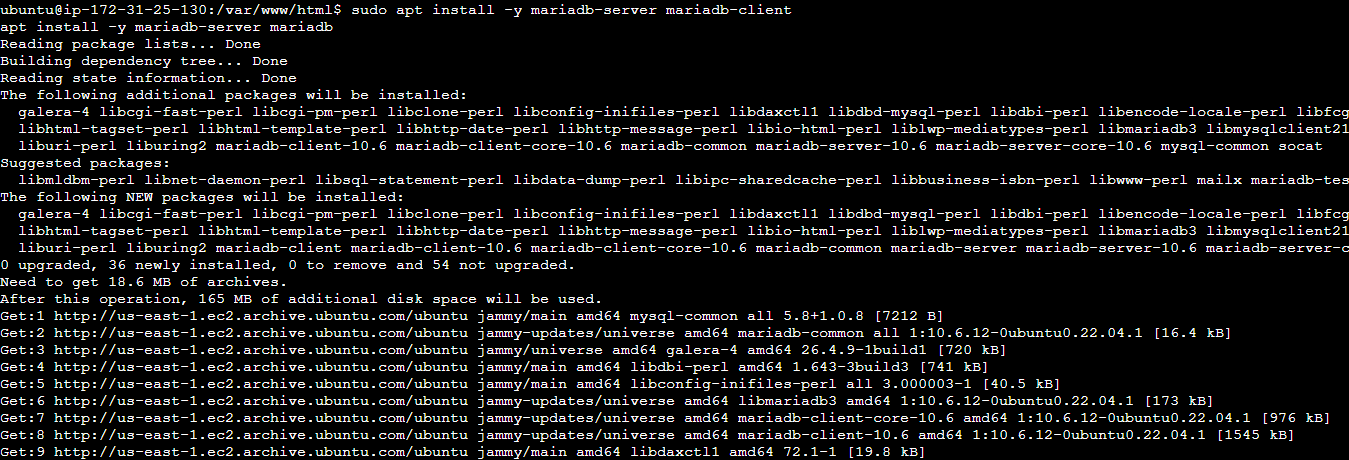 ubuntu@ip-172-31-25-130:/var/www/html$ sudo apt install -y mariadb-server mariadb-client
apt install -y mariadb-server mariadb
Reading package lists... Done
Building dependency tree... Done
Reading state information... Done
The following additional packages will be installed:
  galera-4 libcgi-fast-perl libcgi-pm-perl libclone-perl libconfig-inifiles-perl libdaxctl1 libdbd-mysql-perl libdbi-perl libencode-locale-perl libfcg
  libhtml-tagset-perl libhtml-template-perl libhttp-date-perl libhttp-message-perl libio-html-perl liblwp-mediatypes-perl libmariadb3 libmysqlclient21
  liburi-perl liburing2 mariadb-client-10.6 mariadb-client-core-10.6 mariadb-common mariadb-server-10.6 mariadb-server-core-10.6 mysql-common socat
Suggested packages:
  libmldbm-perl libnet-daemon-perl libsql-statement-perl libdata-dump-perl libipc-sharedcache-perl libbusiness-isbn-perl libwww-perl mailx mariadb-tes
The following NEW packages will be installed:
  galera-4 libcgi-fast-perl libcgi-pm-perl libclone-perl libconfig-inifiles-perl libdaxctl1 libdbd-mysql-perl libdbi-perl libencode-locale-perl libfcg
  libhtml-tagset-perl libhtml-template-perl libhttp-date-perl libhttp-message-perl libio-html-perl liblwp-mediatypes-perl libmariadb3 libmysqlclient21
  liburi-perl liburing2 mariadb-client mariadb-client-10.6 mariadb-client-core-10.6 mariadb-common mariadb-server mariadb-server-10.6 mariadb-server-c
0 upgraded, 36 newly installed, 0 to remove and 54 not upgraded.
Need to get 18.6 MB of archives.
After this operation, 165 MB of additional disk space will be used.
Get:1 http://us-east-1.ec2.archive.ubuntu.com/ubuntu jammy/main amd64 mysql-common all 5.8+1.0.8 [7212 B]
Get:2 http://us-east-1.ec2.archive.ubuntu.com/ubuntu jammy-updates/universe amd64 mariadb-common all 1:10.6.12-0ubuntu0.22.04.1 [16.4 kB]
Get:3 http://us-east-1.ec2.archive.ubuntu.com/ubuntu jammy/universe amd64 galera-4 amd64 26.4.9-1build1 [720 kB]
Get:4 http://us-east-1.ec2.archive.ubuntu.com/ubuntu jammy/main amd64 libdbi-perl amd64 1.643-3build3 [741 kB]
Get:5 http://us-east-1.ec2.archive.ubuntu.com/ubuntu jammy/main amd64 libconfig-inifiles-perl all 3.000003-1 [40.5 kB]
Get:6 http://us-east-1.ec2.archive.ubuntu.com/ubuntu jammy-updates/universe amd64 libmariadb3 amd64 1:10.6.12-0ubuntu0.22.04.1 [173 kB]
Get:7 http://us-east-1.ec2.archive.ubuntu.com/ubuntu jammy-updates/universe amd64 mariadb-client-core-10.6 amd64 1:10.6.12-0ubuntu0.22.04.1 [976 kB]
Get:8 http://us-east-1.ec2.archive.ubuntu.com/ubuntu jammy-updates/universe amd64 mariadb-client-10.6 amd64 1:10.6.12-0ubuntu0.22.04.1 [1545 kB]
Get:9 http://us-east-1.ec2.archive.ubuntu.com/ubuntu jammy/main amd64 libdaxctl1 amd64 72.1-1 [19.8 kB]